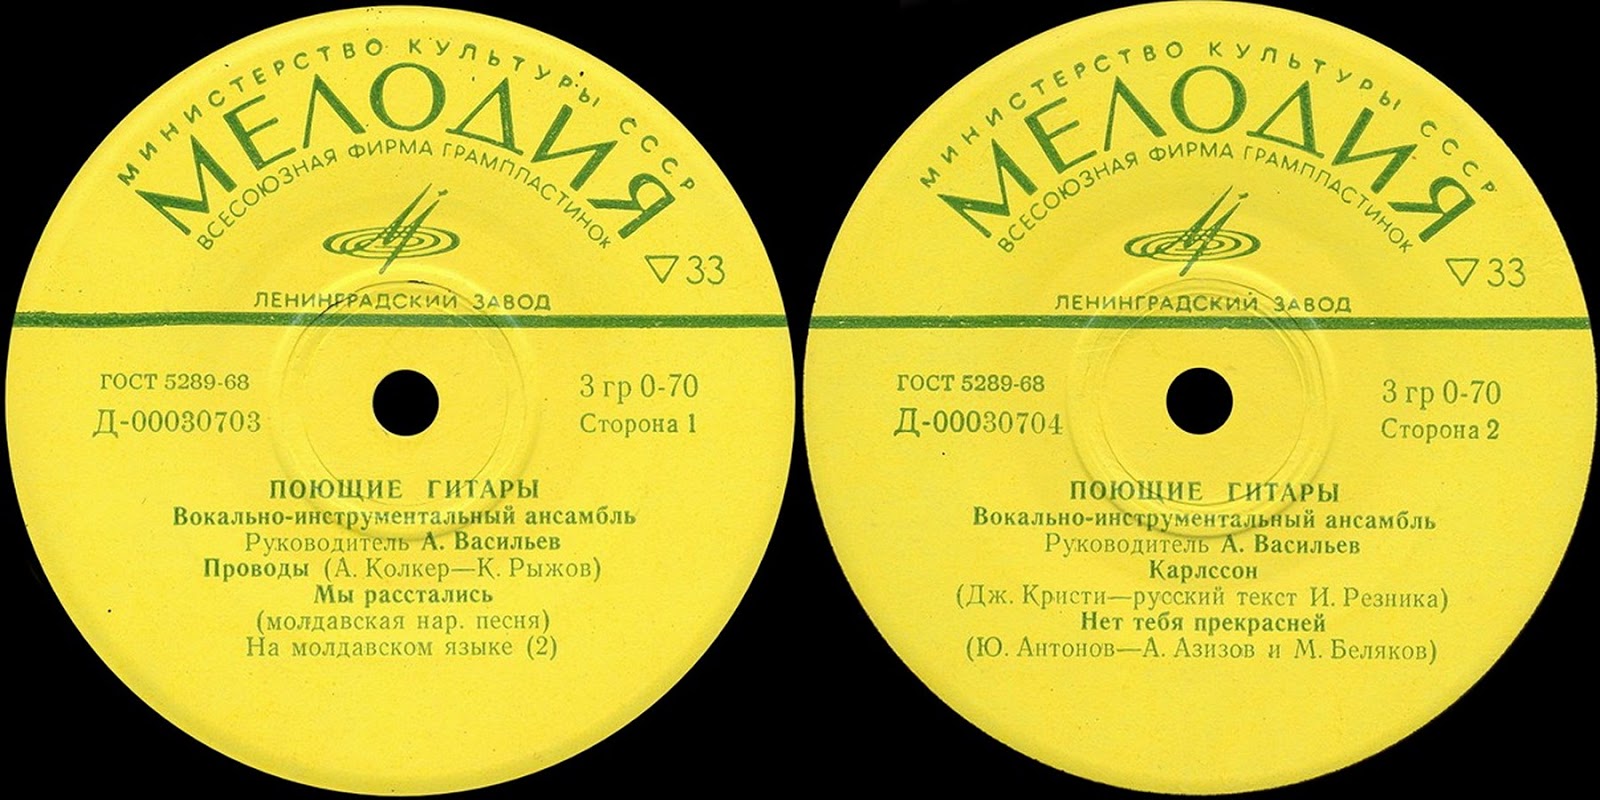 МИНИСТЕРСТВО КУЛЬТУРЫ СССР
МЕЛОДИЯ
ВСЕСОЮЗНАЯ ФИРМА ГРАМПЛАСТИНОК
▽33
ЛЕНИНГРАДСКИЙ ЗАВОД
ГОСТ 5289-68
Д-00030703
3 гр 0-70
Сторона 1
ПОЮЩИЕ ГИТАРЫ
Вокально-инструментальный ансамбль
Руководитель А. Васильев
Проводы (А. Колкер—К. Рыжов)
Мы расстались
(молдавская нар. песня)
На молдавском языке (2)
МИНИСТЕРСТВО КУЛЬТУРЫ СССР
МЕЛОДИЯ
ВСЕСОЮЗНАЯ ФИРМА ГРАМПЛАСТИНОК
▽33
ЛЕНИНГРАДСКИЙ ЗАВОД
ГОСТ 5289-68
Д-00030704
3 гр 0-70
Сторона 2
ПОЮЩИЕ ГИТАРЫ
Вокально-инструментальный ансамбль
Руководитель А. Васильев
Карлссон
(Дж. Кристи—русский текст И. Резника)
Нет тебя прекрасней
(Ю. Антонов—А. Азизов и М. Беляков)